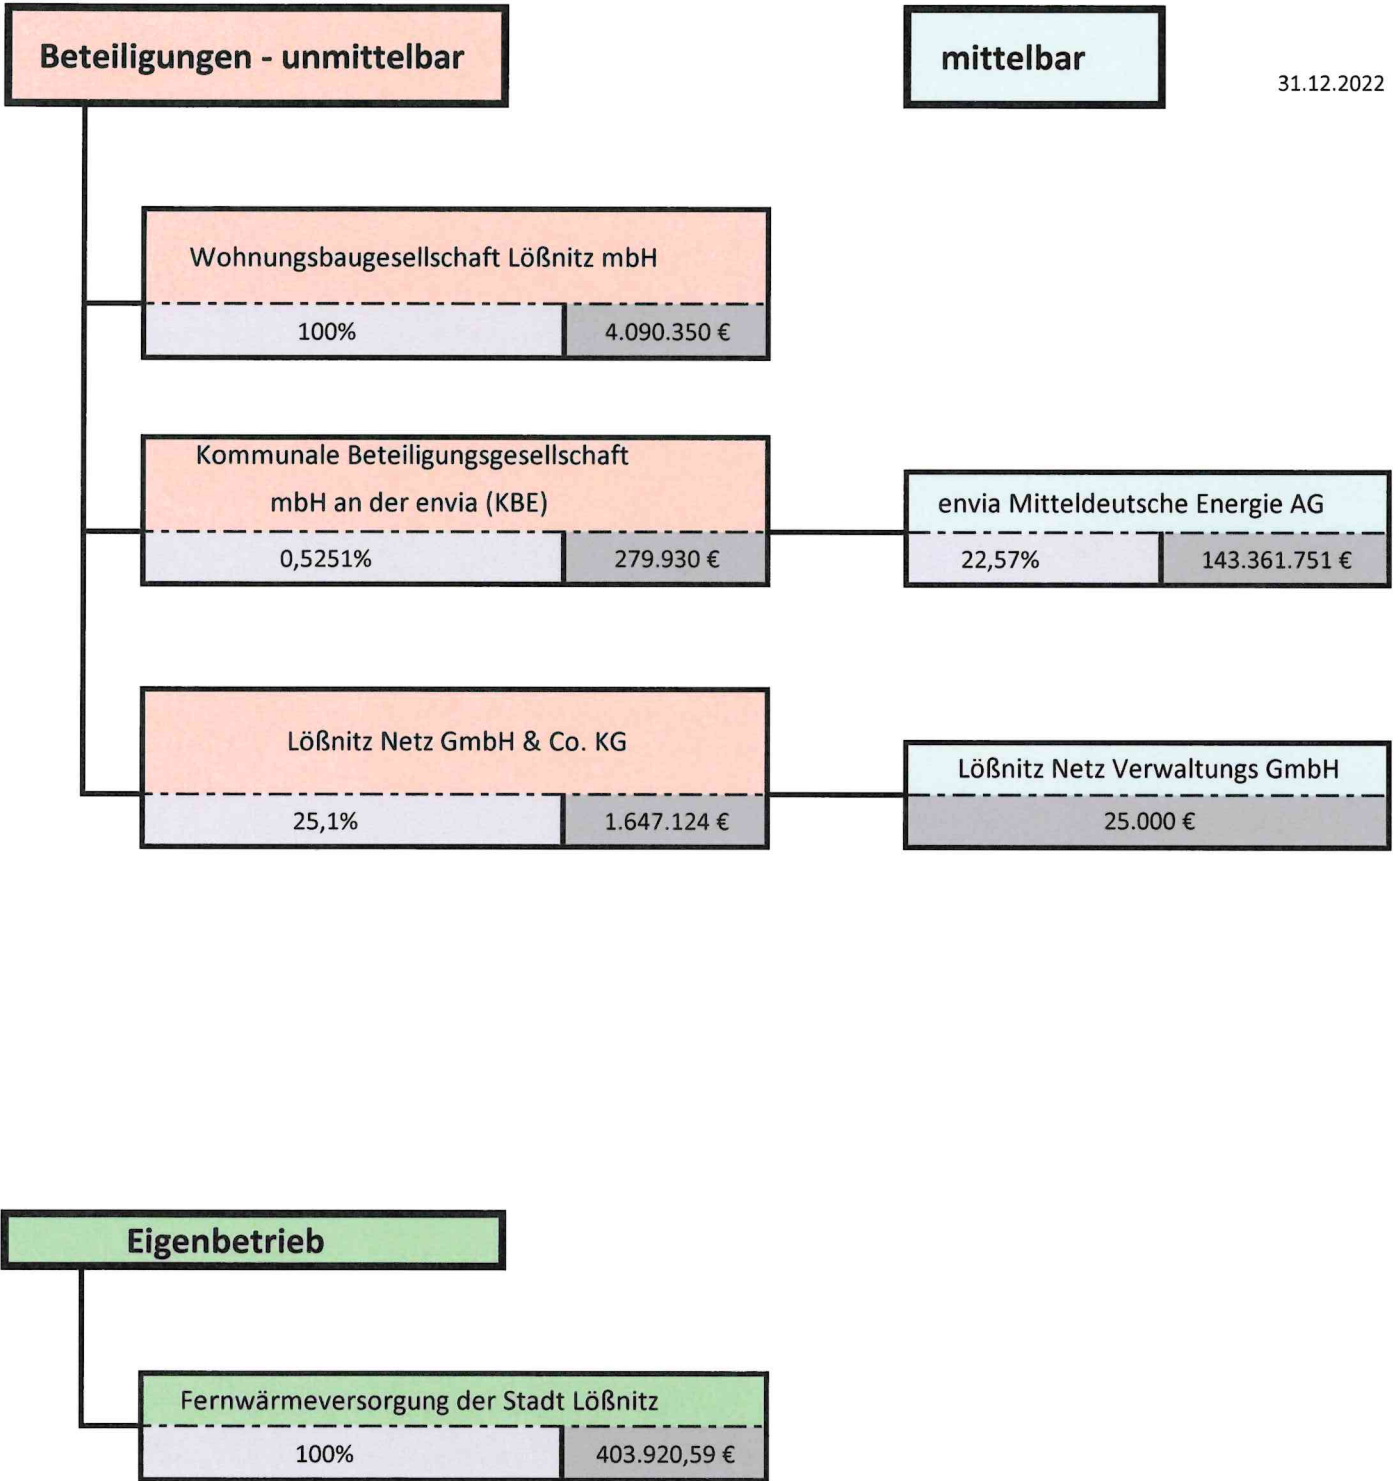 Beteiligungen - unmittelbar
mittelbar
31.12.2022
Wohnungsbaugesellschaft Lößnitz mbH
100%
4.090.350 €
Kommunale Beteiligungsgesellschaft
mbH an der envia (KBE)
0,5251%
279.930 €
envia Mitteldeutsche Energie AG
22,57%
143.361.751 €
Lößnitz Netz GmbH & Co. KG
25,1%
1.647.124 €
Lößnitz Netz Verwaltungs GmbH
25.000 €
Eigenbetrieb
Fernwärmeversorgung der Stadt Lößnitz
100%
403.920,59 €